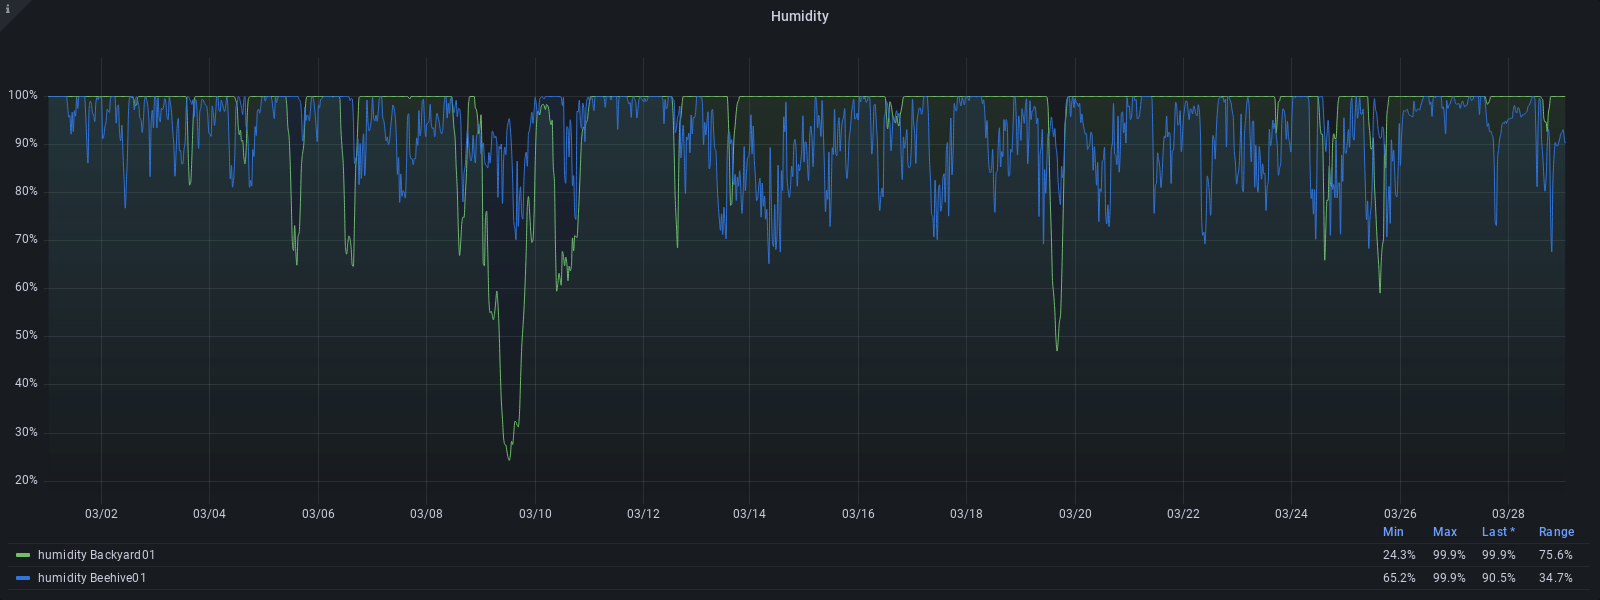 i
Humidity
100%
90%
80%
70%
60%
50%
40%
30%
20%
03/02 03/04 03/06 03/08 03/10 03/12 03/14 03/16 03/18 03/20 03/22 03/24 03/26 03/28
Min Max Last * Range
humidity Backyard01 24.3% 99.9% 99.9% 75.6%
humidity Beehive01 65.2% 99.9% 90.5% 34.7%